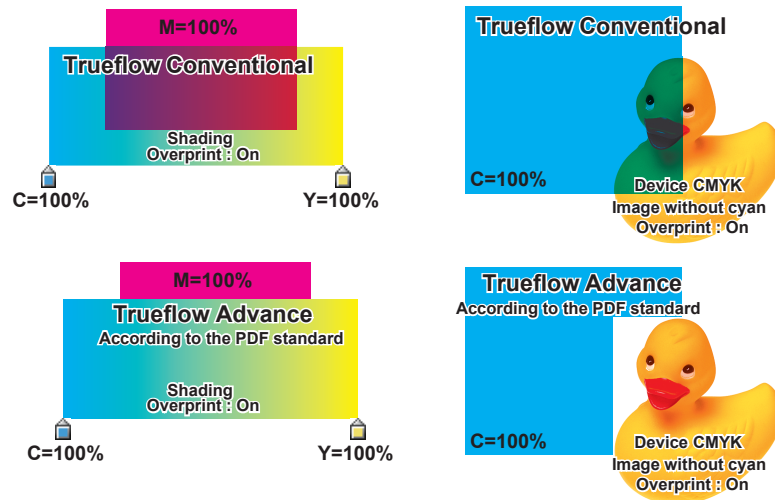 M=100%
Trueflow Conventional
Shading
Overprint : On
C=100%
Y=100%
Trueflow Conventional
C=100%
Device CMYK
Image without cyan
Overprint : On
M=100%
Trueflow Advance
According to the PDF standard
Shading
Overprint : On
C=100%
Y=100%
Trueflow Advance
According to the PDF standard
C=100%
Device CMYK
Image without cyan
Overprint : On